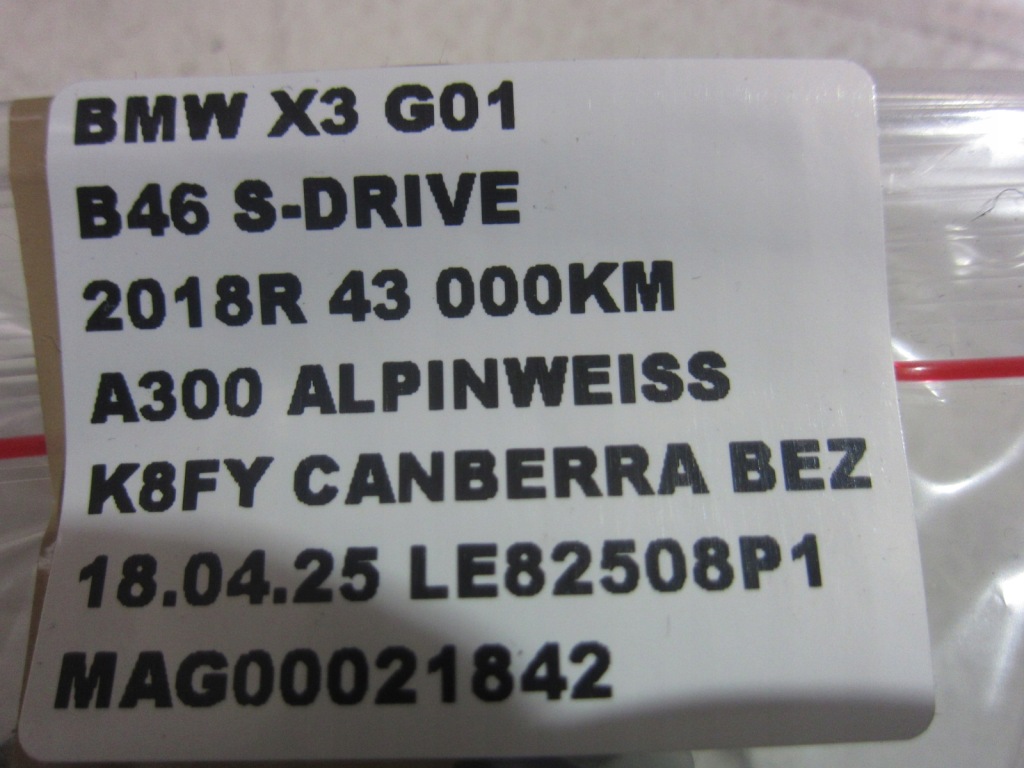 BMW X3 G01
B46 S-DRIVE
2018R 43 000KM
A300 ALPINWEISS
K8FY CANBERRA BEZ
18.04.25 LE82508P1
MAG00021842